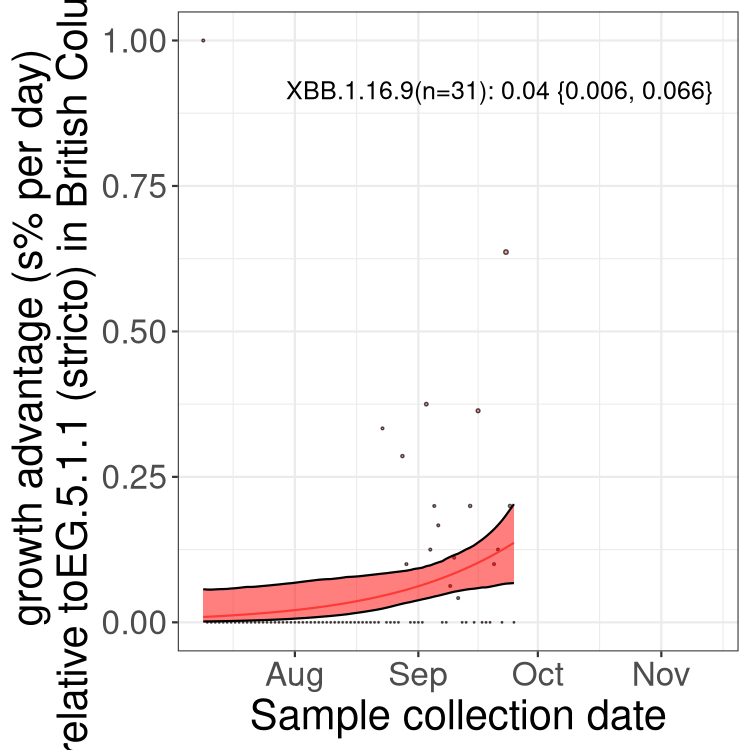 growth advantage (s% per day)
relative toEG.5.1.1 (stricto) in British
1.00
0.75
0.50
0.25
0.00
XBB.1.16.9(n=31): 0.04 {0.006, 0.066}
Aug Sep Oct Nov
Sample collection date